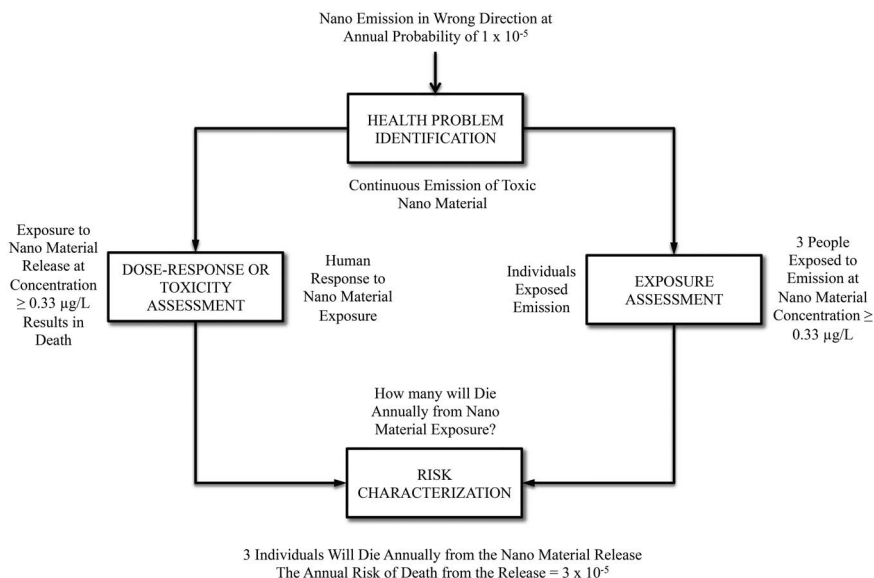 Nano Emission in Wrong Direction at
Annual Probability of 1 x 10⁻⁵
HEALTH PROBLEM
IDENTIFICATION
Continuous Emission of Toxic
Nano Material
Exposure to
Nano Material
Release at
Concentration
≥ 0.33 µg/L
Results in
Death
DOSE-RESPONSE OR
TOXICITY
ASSESSMENT
Human
Response to
Nano Material
Exposure
Individuals
Exposed
Emission
EXPOSURE
ASSESSMENT
3 People
Exposed to
Emission at
Nano Material
Concentration ≥
0.33 µg/L
How many will Die
Annually from Nano
Material Exposure?
RISK
CHARACTERIZATION
3 Individuals Will Die Annually from the Nano Material Release
The Annual Risk of Death from the Release = 3 x 10⁻⁵